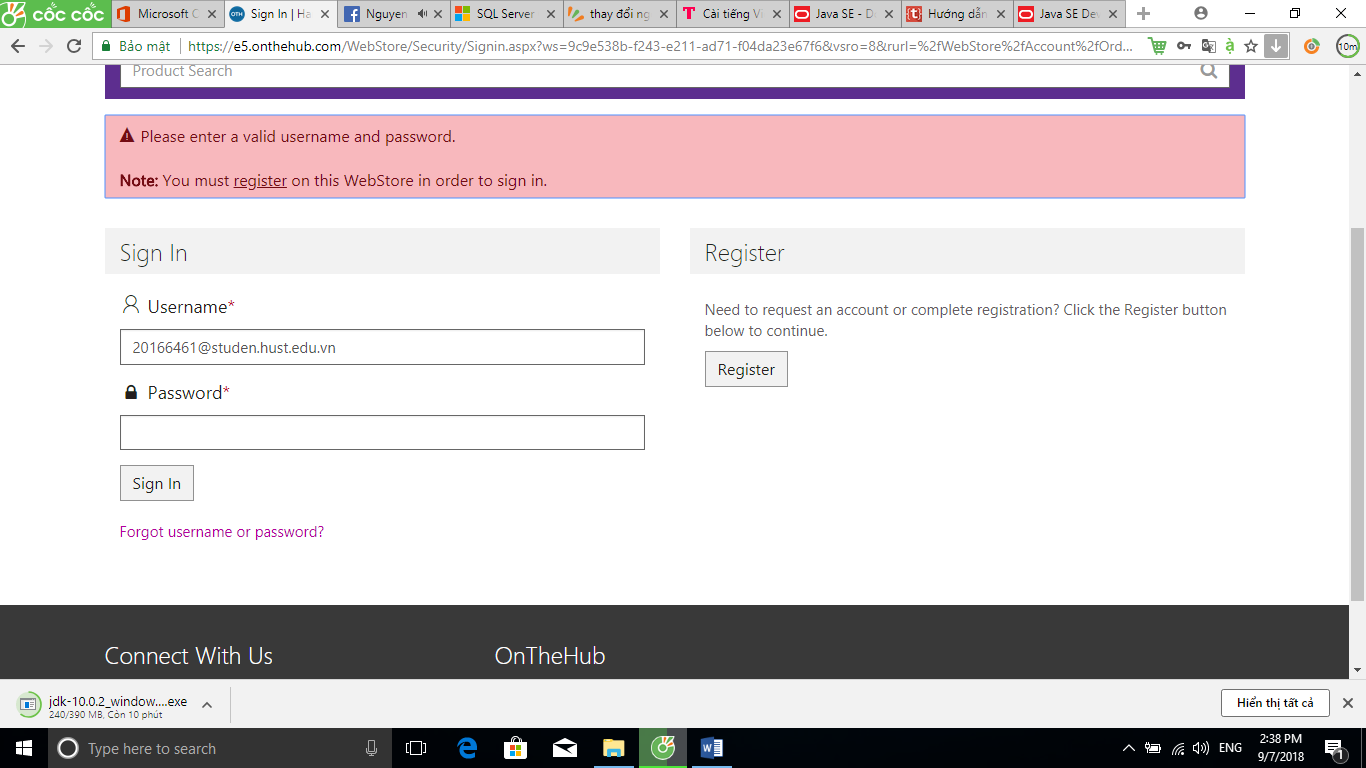 cốc cốc
Microsoft O
Sign In | Ha
Nguyen
SQL Server
thay đổi ng
Cải tiếng Vi
Java SE - D
Hướng dẫn
Java SE Dev
Bảo mật
https://e5.onthehub.com/WebStore/Security/Signin.aspx?ws=9c9e538b-f243-e211-ad71-f04da23e67f6&vsro=8&rurl=%2fWebStore%2fAccount%2fOrd...
10m
Product Search
Please enter a valid username and password.
Note: You must register on this WebStore in order to sign in.
Sign In
Username*
20166461@studen.hust.edu.vn
Password*
Sign In
Forgot username or password?
Register
Need to request an account or complete registration? Click the Register button
below to continue.
Register
Connect With Us
OnTheHub
jdk-10.0.2_window....exe
240/390 MB, Còn 10 phút
Hiển thị tất cả
Type here to search
ENG
2:38 PM
9/7/2018
1